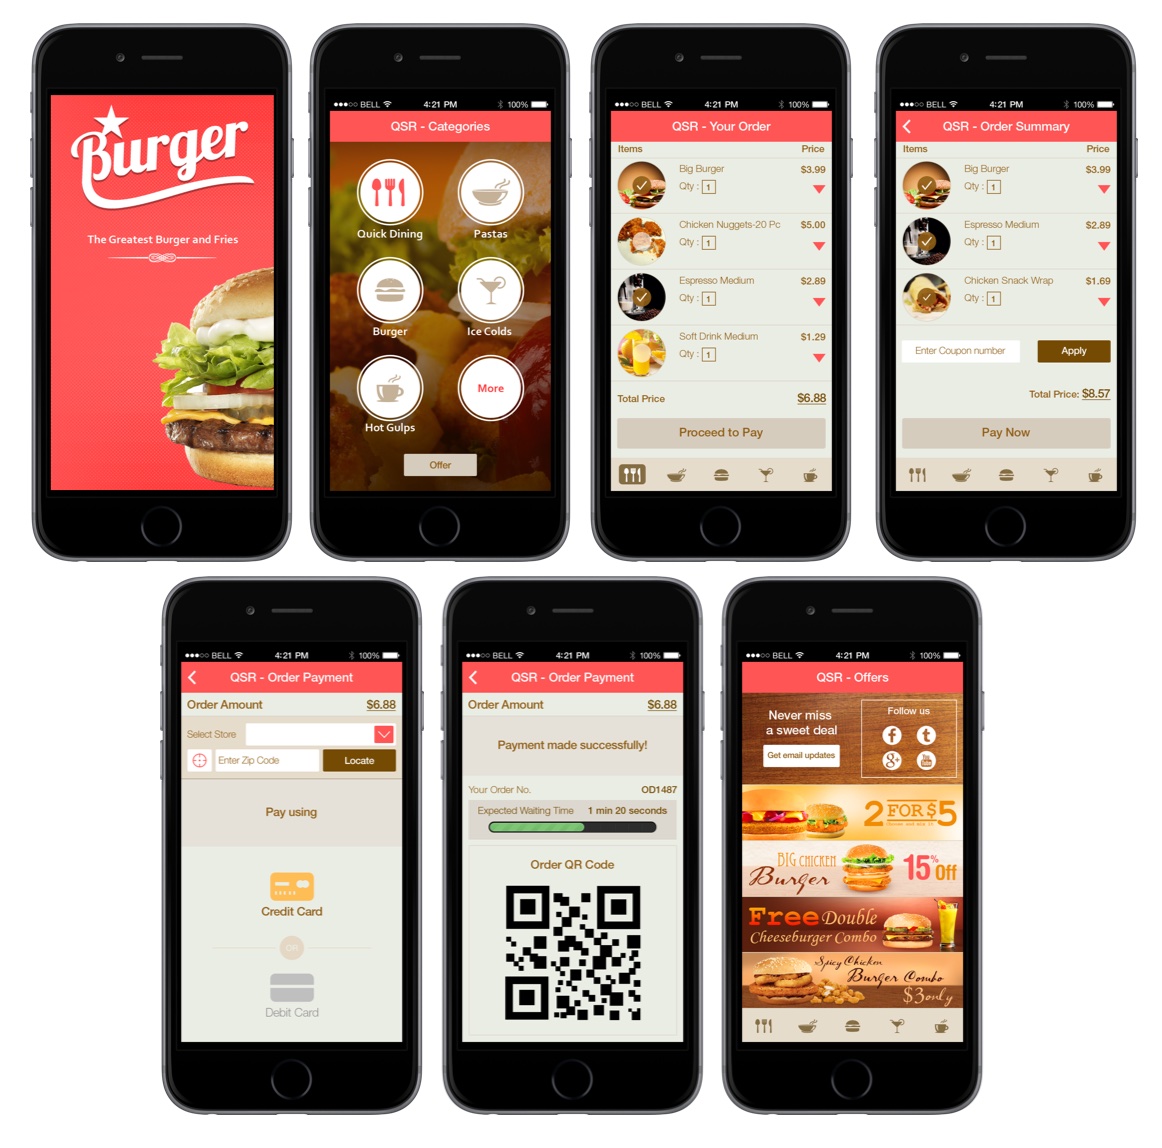 Burger
The Greatest Burger and Fries
BELL 4:21 PM 100%
QSR - Categories
Quick Dining Pastas
Burger Ice Colds
Hot Gulps More
Offer
BELL 4:21 PM 100%
QSR - Your Order
Items Price
Big Burger $3.99
Qty : 1
Chicken Nuggets-20 Pc $5.00
Qty : 1
Espresso Medium $2.89
Qty : 1
Soft Drink Medium $1.29
Qty : 1
Total Price $6.88
Proceed to Pay
BELL 4:21 PM 100%
QSR - Order Summary
Items Price
Big Burger $3.99
Qty : 1
Espresso Medium $2.89
Qty : 1
Chicken Snack Wrap $1.69
Qty : 1
Enter Coupon number Apply
Total Price: $8.57
Pay Now
BELL 4:21 PM 100%
QSR - Order Payment
Order Amount $6.88
Select Store
Enter Zip Code Locate
Pay using
Credit Card
OR
Debit Card
BELL 4:21 PM 100%
QSR - Order Payment
Order Amount $6.88
Payment made successfully!
Your Order No. OD1487
Expected Waiting Time 1 min 20 seconds
Order QR Code
BELL 4:21 PM 100%
QSR - Offers
Never miss
a sweet deal
Get email updates
Follow us
f t
g+ You Tube
2 FOR $5
BIG CHICKEN
Burger
15% Off
Free Double
Cheeseburger Combo
Spicy Chicken
Burger Combo
$3 only